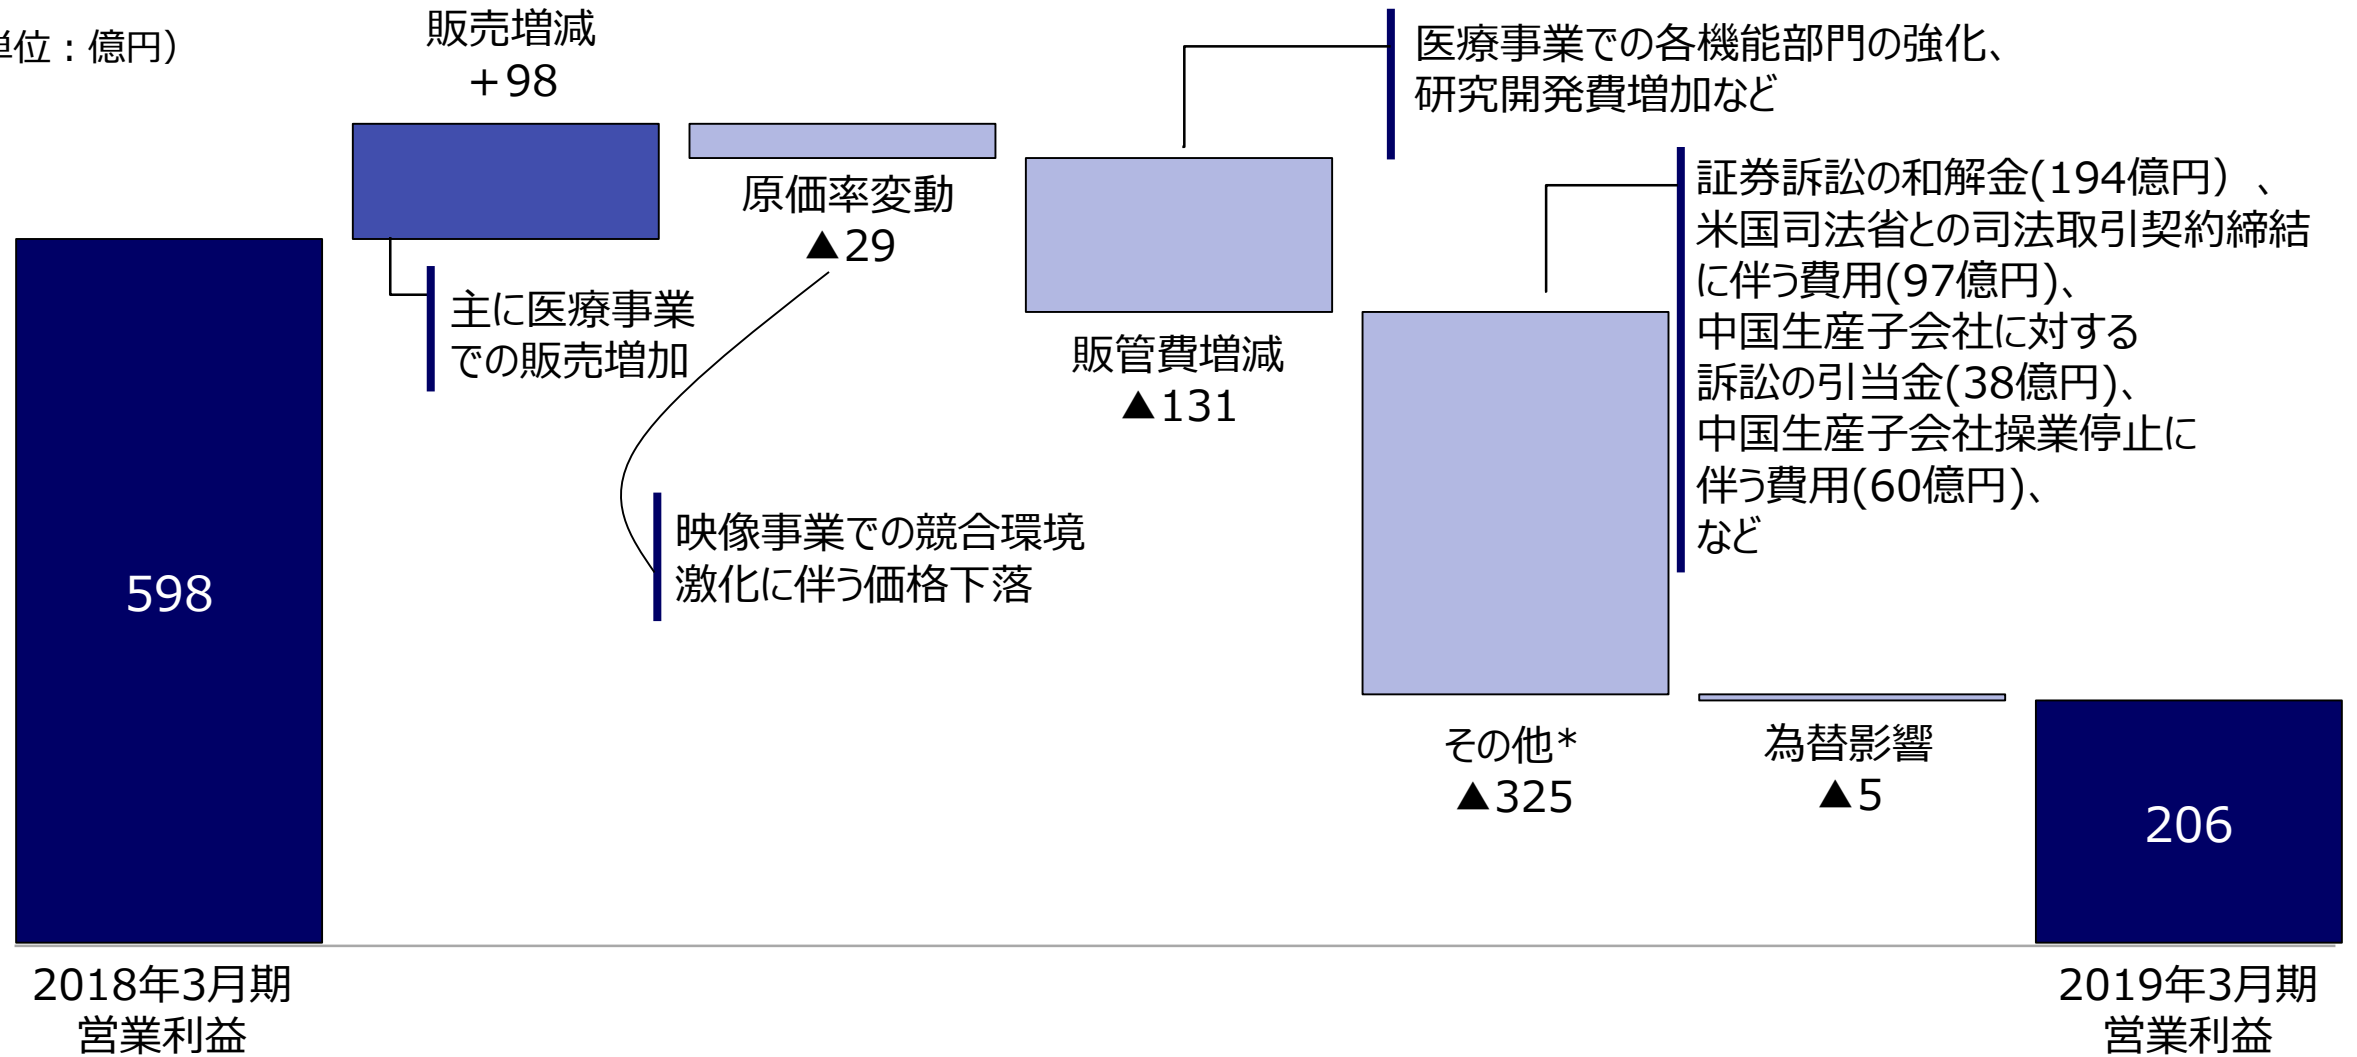 位：億円）
販売増減
+98
主に医療事業
での販売増加
原価率変動
▲29
映像事業での競合環境
激化に伴う価格下落
販管費増減
▲131
医療事業での各機能部門の強化、
研究開発費増加など
その他*
▲325
証券訴訟の和解金(194億円）、
米国司法省との司法取引契約締結
に伴う費用(97億円)、
中国生産子会社に対する
訴訟の引当金(38億円)、
中国生産子会社操業停止に
伴う費用(60億円)、
など
為替影響
▲5
598
206
2018年3月期
営業利益
2019年3月期
営業利益